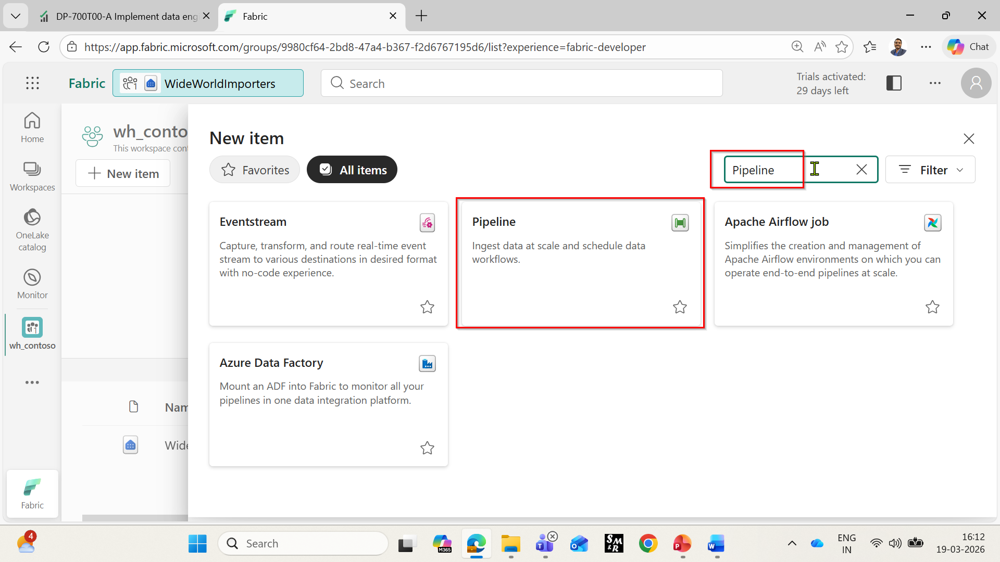 DP-700T00-A Implement data eng
Fabric
https://app.fabric.microsoft.com/groups/9980cf64-2bd8-47a4-b367-f2d6767195d6/list?experience=fabric-developer
Chat
Fabric
1
WideWorldImporters
Search
Trials activated:
29 days left
Home
Workspaces
OneLake
catalog
Monitor
1
wh_contoso
Fabric
wh_conto
This workspace con
New item
Nam
Wide
New item
Favorites
All items
Pipeline
Filter
Eventstream
Capture, transform, and route real-time event
stream to various destinations in desired format
with no-code experience.
Pipeline
Ingest data at scale and schedule data
workflows.
Apache Airflow job
Simplifies the creation and management of
Apache Airflow environments on which you can
operate end-to-end pipelines at scale.
Azure Data Factory
Mount an ADF into Fabric to monitor all your
pipelines in one data integration platform.
4
Search
M365
T
O
SM
&R
P
W
ENG
IN
16:12
19-03-2026